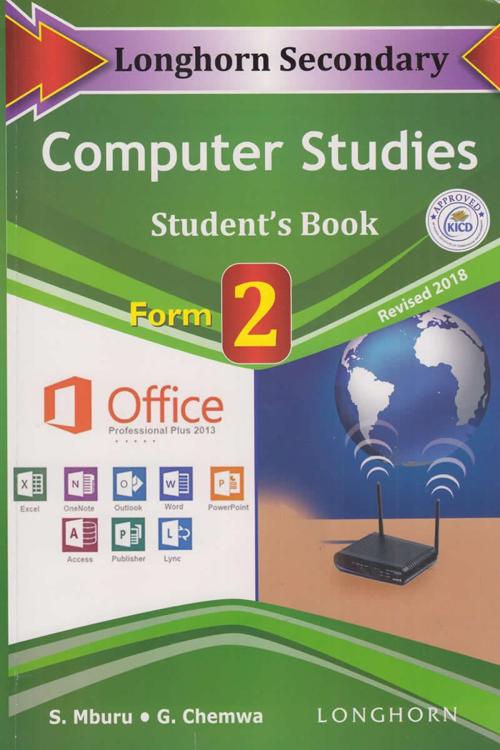 Longhorn Secondary
Computer Studies
Student's Book
APPROVED
KICD
Form 2
Revised 2018
Office
Professional Plus 2013
Excel
OneNote
Outlook
Word
PowerPoint
Access
Publisher
Lync
S. Mburu • G. Chemwa
LONGHORN